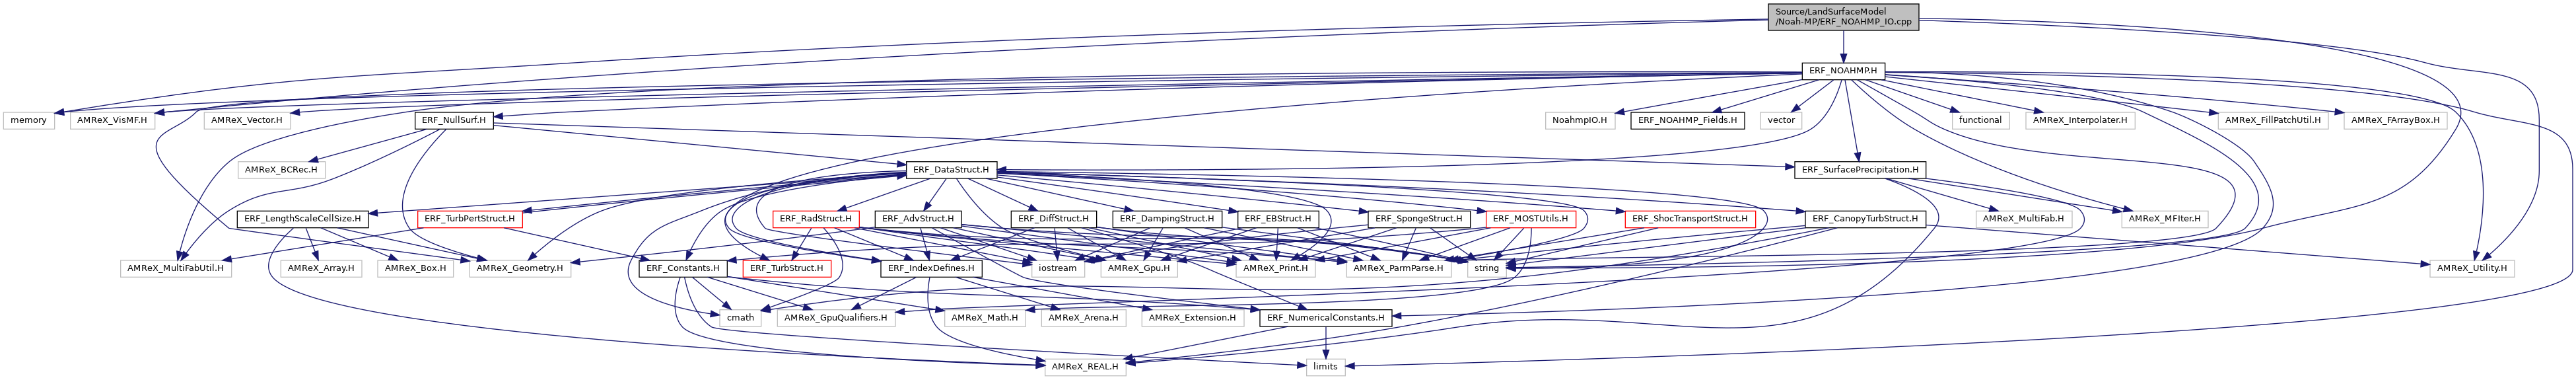 Source/LandSurfaceModel
/Noah-MP/ERF_NOAHMP_IO.cpp
ERF_NOAHMP.H
memory
AMReX_VisMF.H
AMReX_Vector.H
ERF_NullSurf.H
NoahmpIO.H
ERF_NOAHMP_Fields.H
vector
functional
AMReX_Interpolater.H
AMReX_FillPatchUtil.H
AMReX_FArrayBox.H
AMReX_BCRec.H
ERF_DataStruct.H
ERF_SurfacePrecipitation.H
ERF_LengthScaleCellSize.H
ERF_TurbPertStruct.H
ERF_RadStruct.H
ERF_AdvStruct.H
ERF_DiffStruct.H
ERF_DampingStruct.H
ERF_EBStruct.H
ERF_SpongeStruct.H
ERF_MOSTUtils.H
ERF_ShocTransportStruct.H
ERF_CanopyTurbStruct.H
AMReX_MultiFab.H
AMReX_MFIter.H
AMReX_MultiFabUtil.H
AMReX_Array.H
AMReX_Box.H
AMReX_Geometry.H
ERF_Constants.H
ERF_TurbStruct.H
ERF_IndexDefines.H
iostream
AMReX_Gpu.H
AMReX_Print.H
AMReX_ParmParse.H
string
AMReX_Utility.H
cmath
AMReX_GpuQualifiers.H
AMReX_Math.H
AMReX_Arena.H
AMReX_Extension.H
ERF_NumericalConstants.H
AMReX_REAL.H
limits